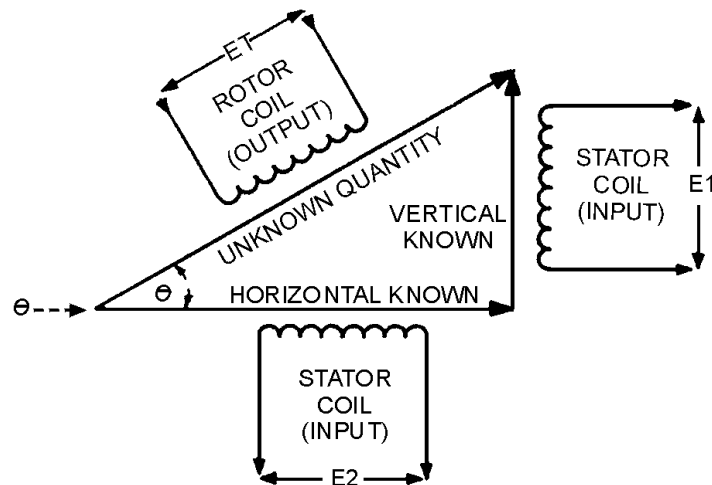 ET
ROTOR
COIL
(OUTPUT)
UNKNOWN QUANTITY
VERTICAL
KNOWN
STATOR
COIL
(INPUT)
E1
Θ
Θ
HORIZONTAL KNOWN
STATOR
COIL
(INPUT)
E2